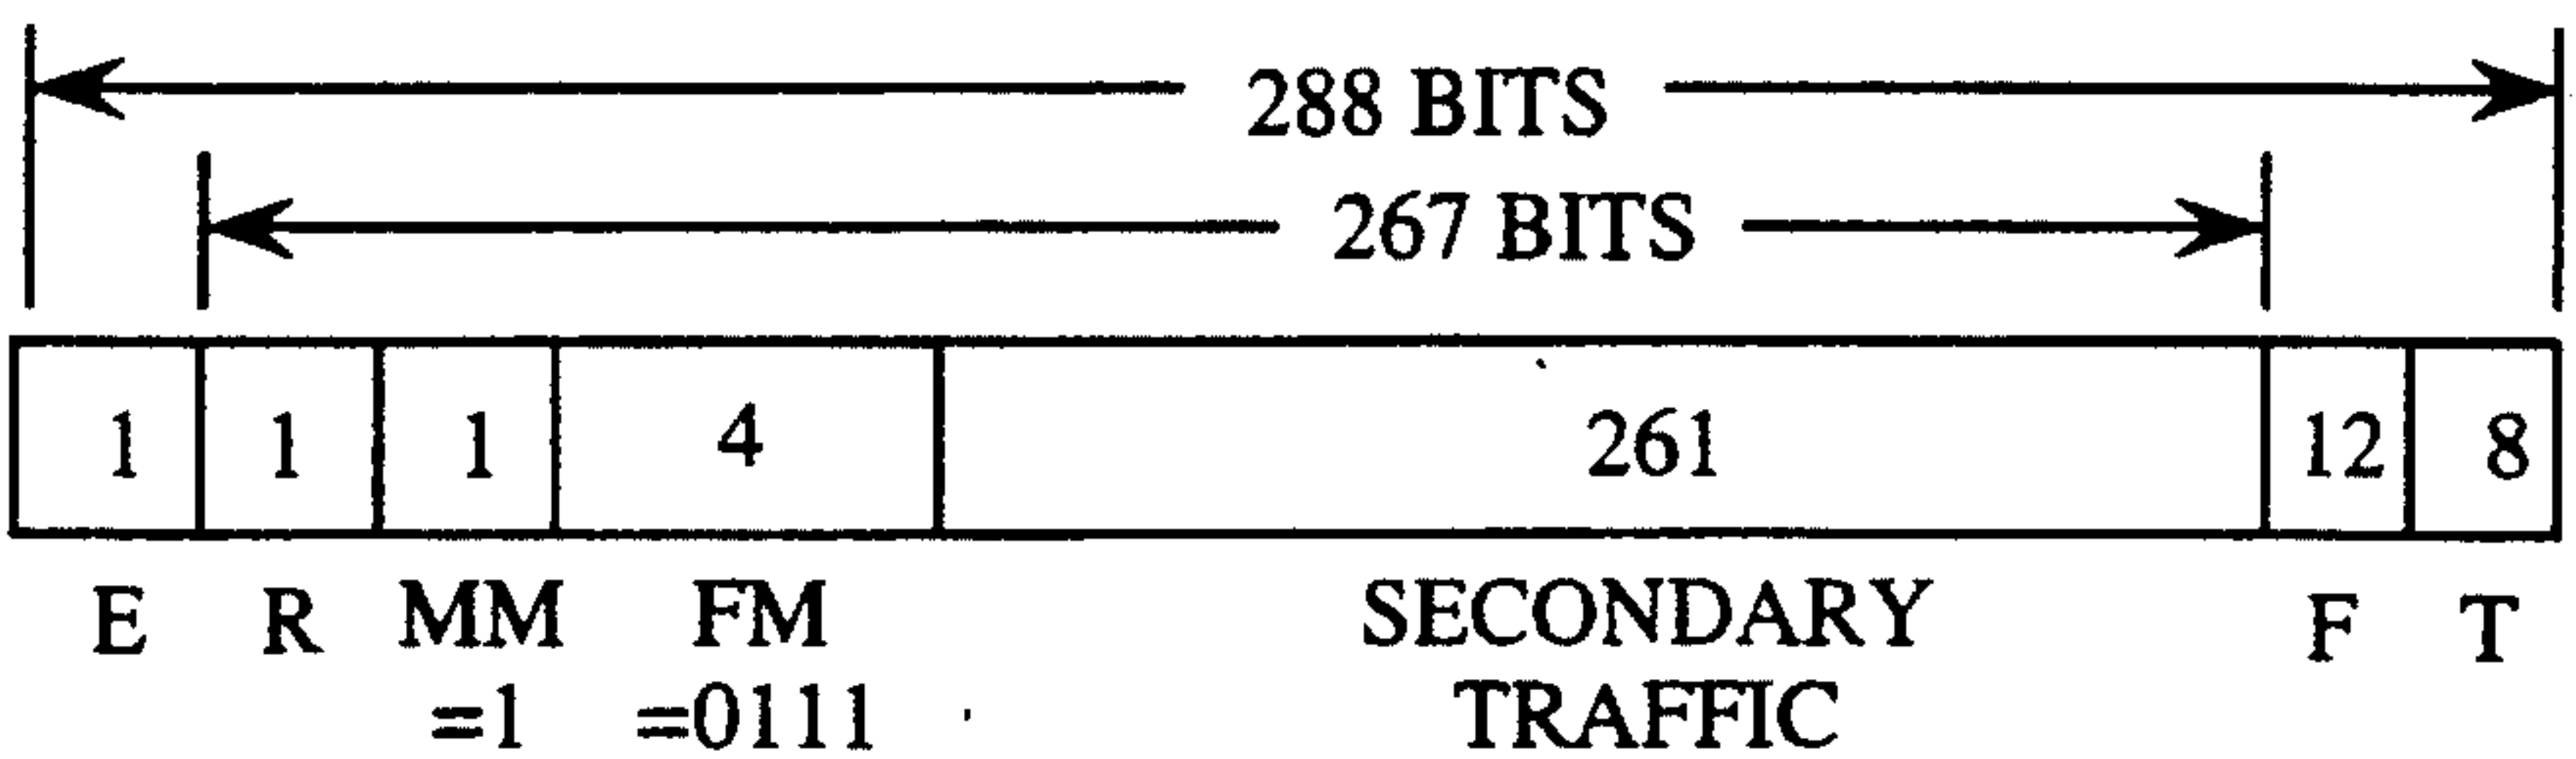 288 BITS
267 BITS
1 1 1 4 261 12 8
E R MM FM SECONDARY F T
=1 =0111 TRAFFIC